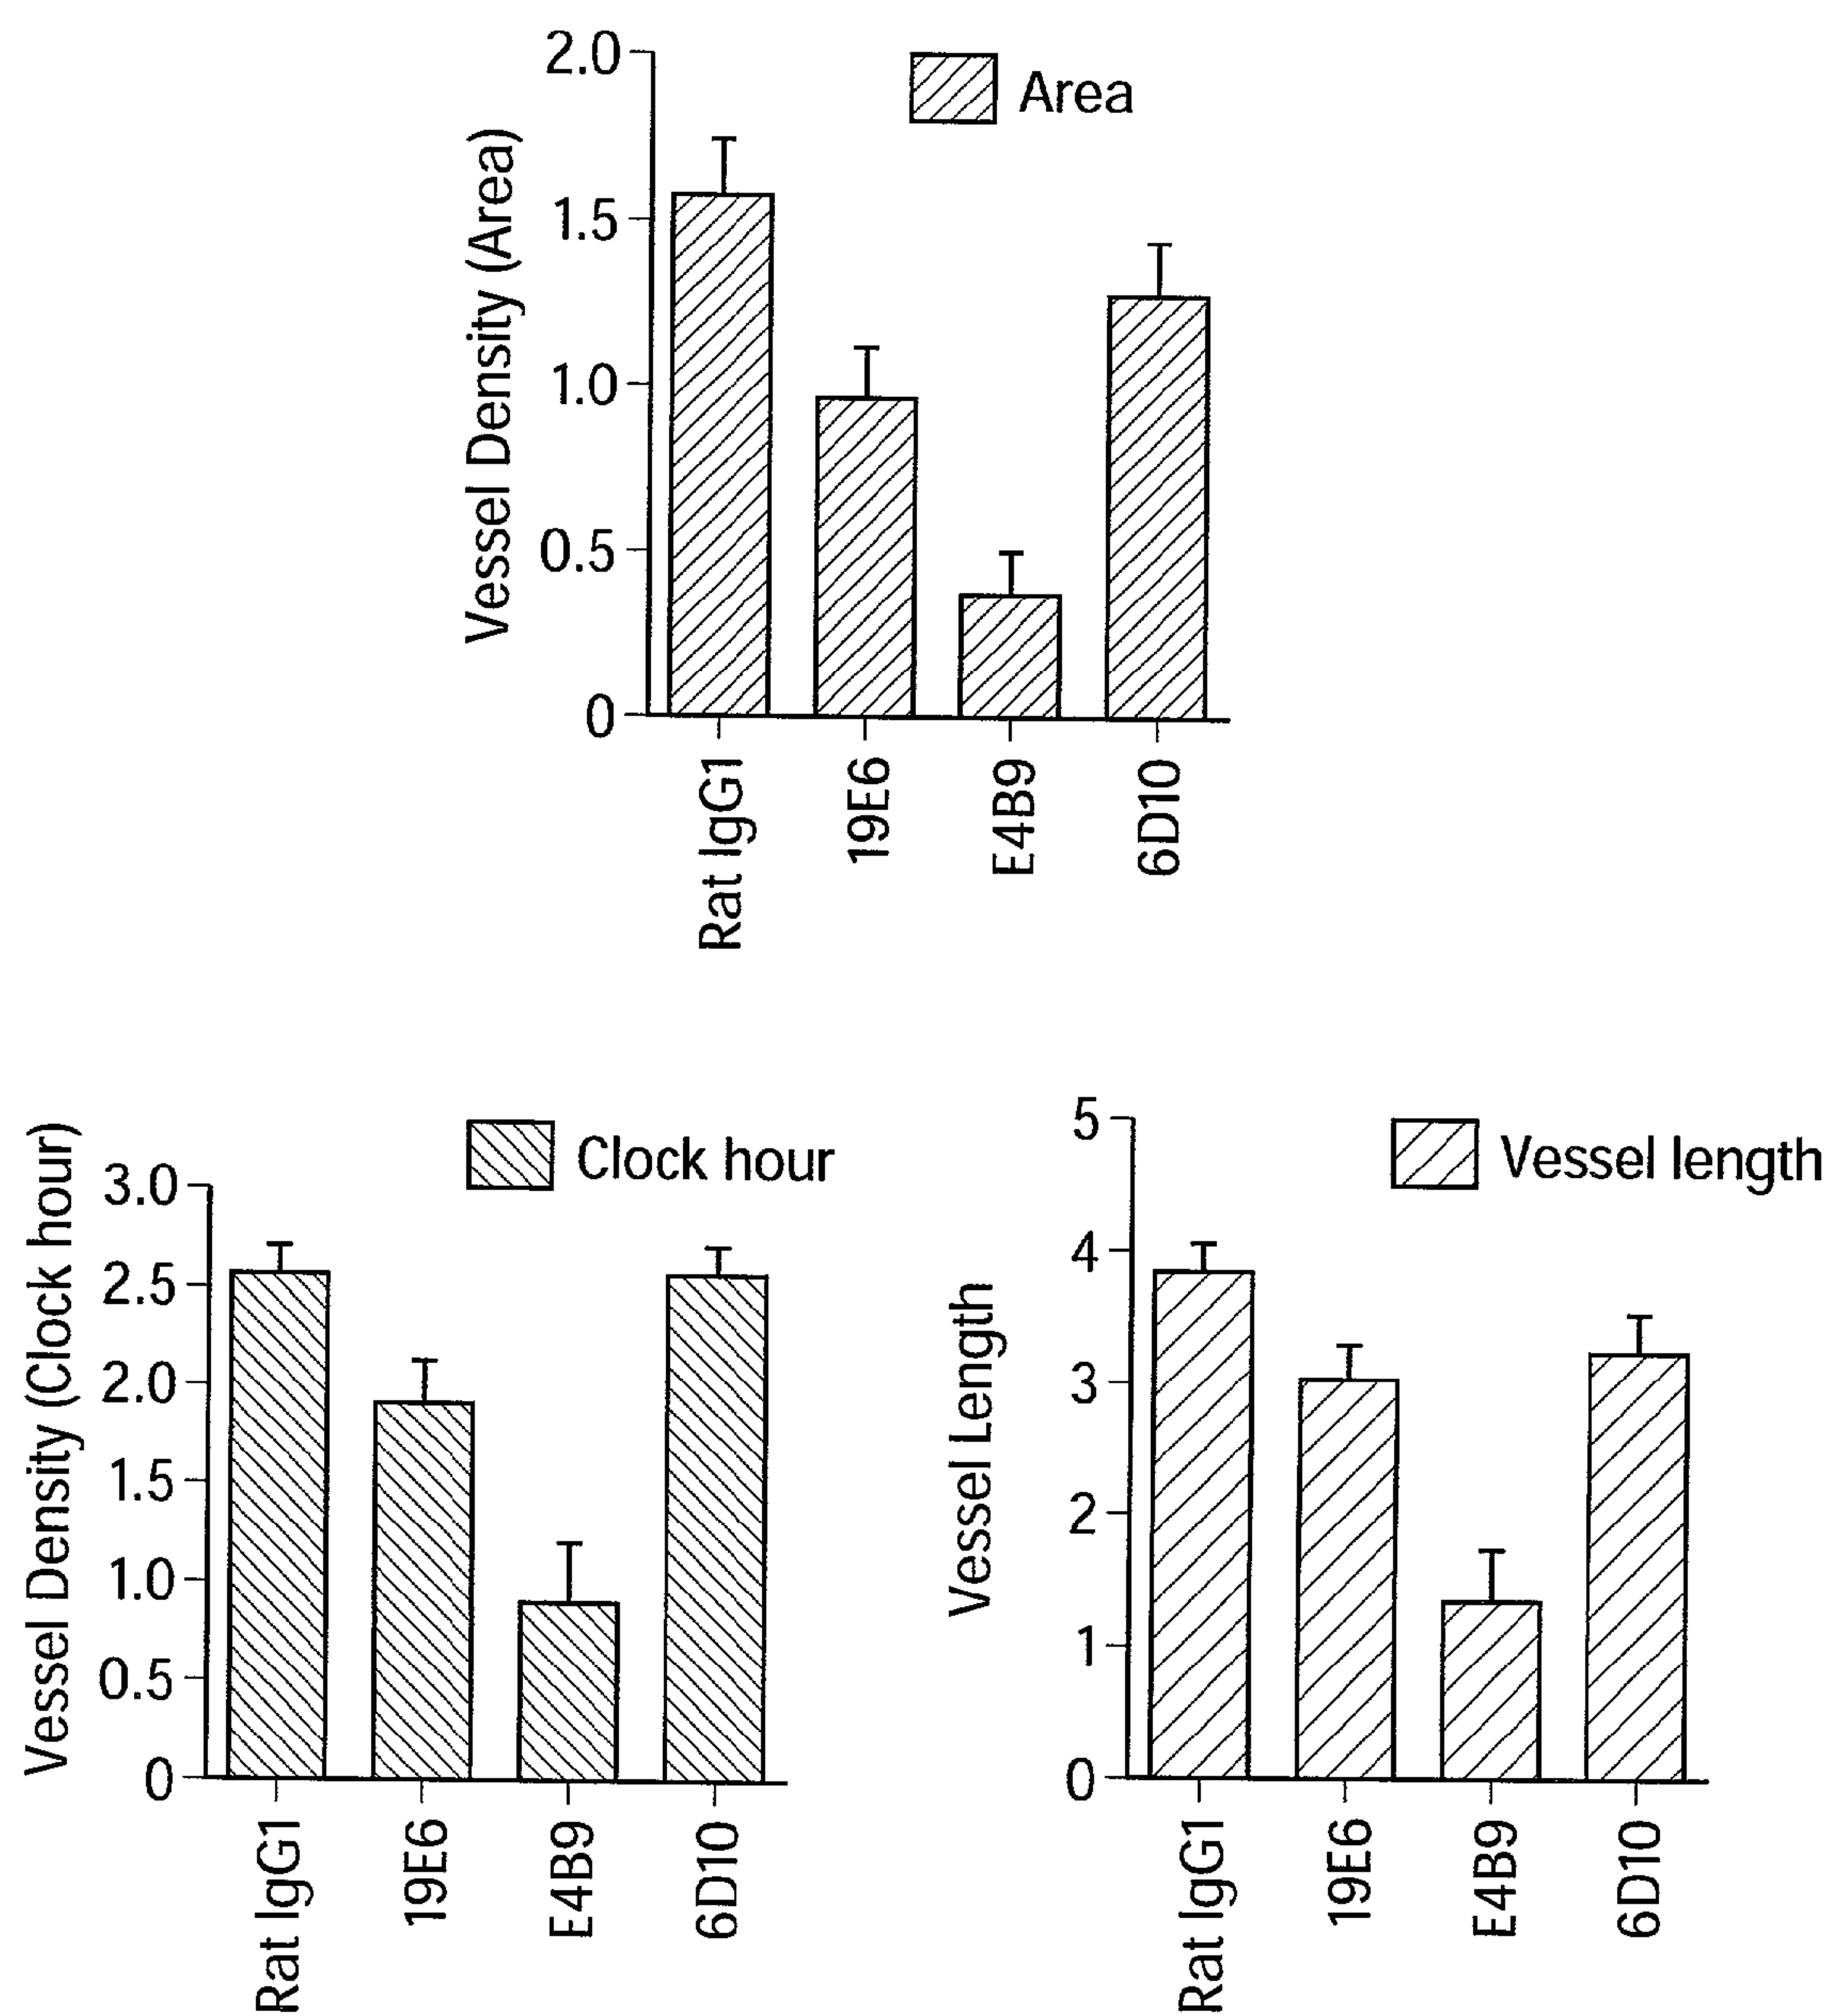 Area
Vessel Density (Area)
2.0
1.5
1.0
0.5
0
Rat IgG1
19E6
E4B9
6D10
Clock hour
Vessel Density (Clock hour)
3.0
2.5
2.0
1.5
1.0
0.5
0
Rat IgG1
19E6
E4B9
6D10
Vessel length
Vessel Length
5
4
3
2
1
0
Rat IgG1
19E6
E4B9
6D10